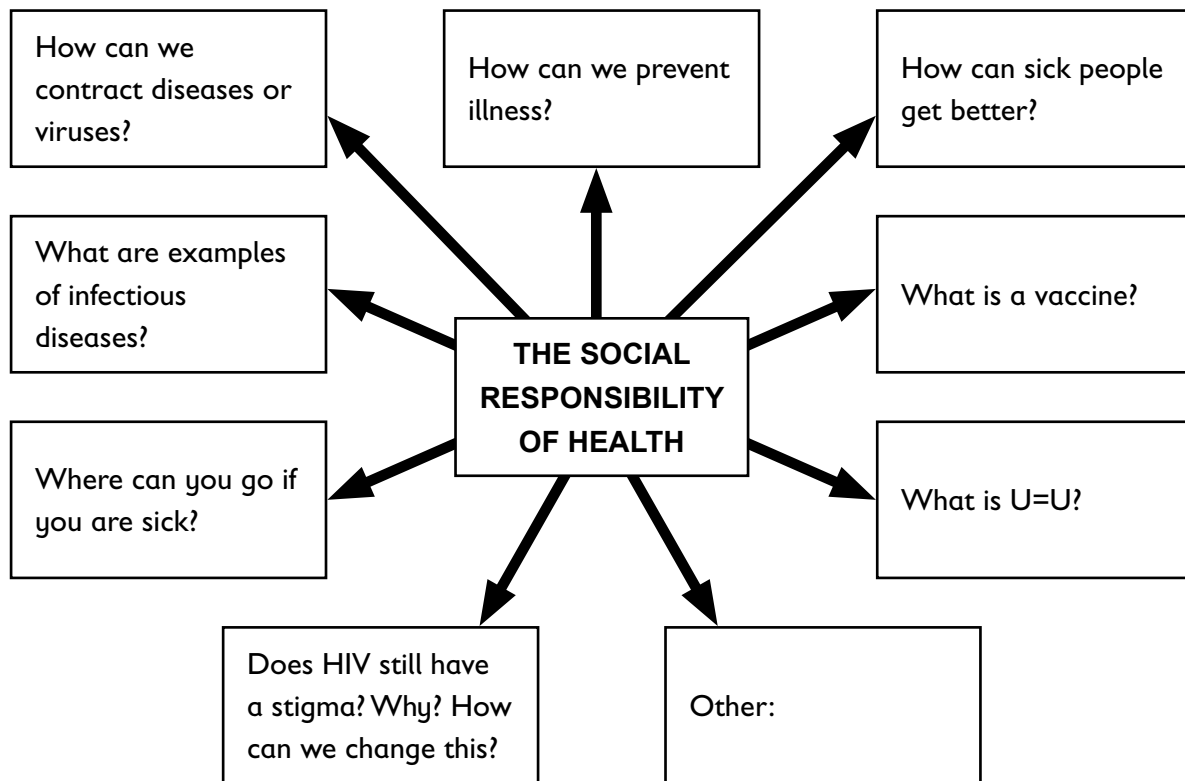 How can we
contract diseases or
viruses?
How can we prevent
illness?
How can sick people
get better?
What are examples
of infectious
diseases?
What is a vaccine?
THE SOCIAL
RESPONSIBILITY
OF HEALTH
Where can you go if
you are sick?
What is U=U?
Does HIV still have
a stigma? Why? How
can we change this?
Other: